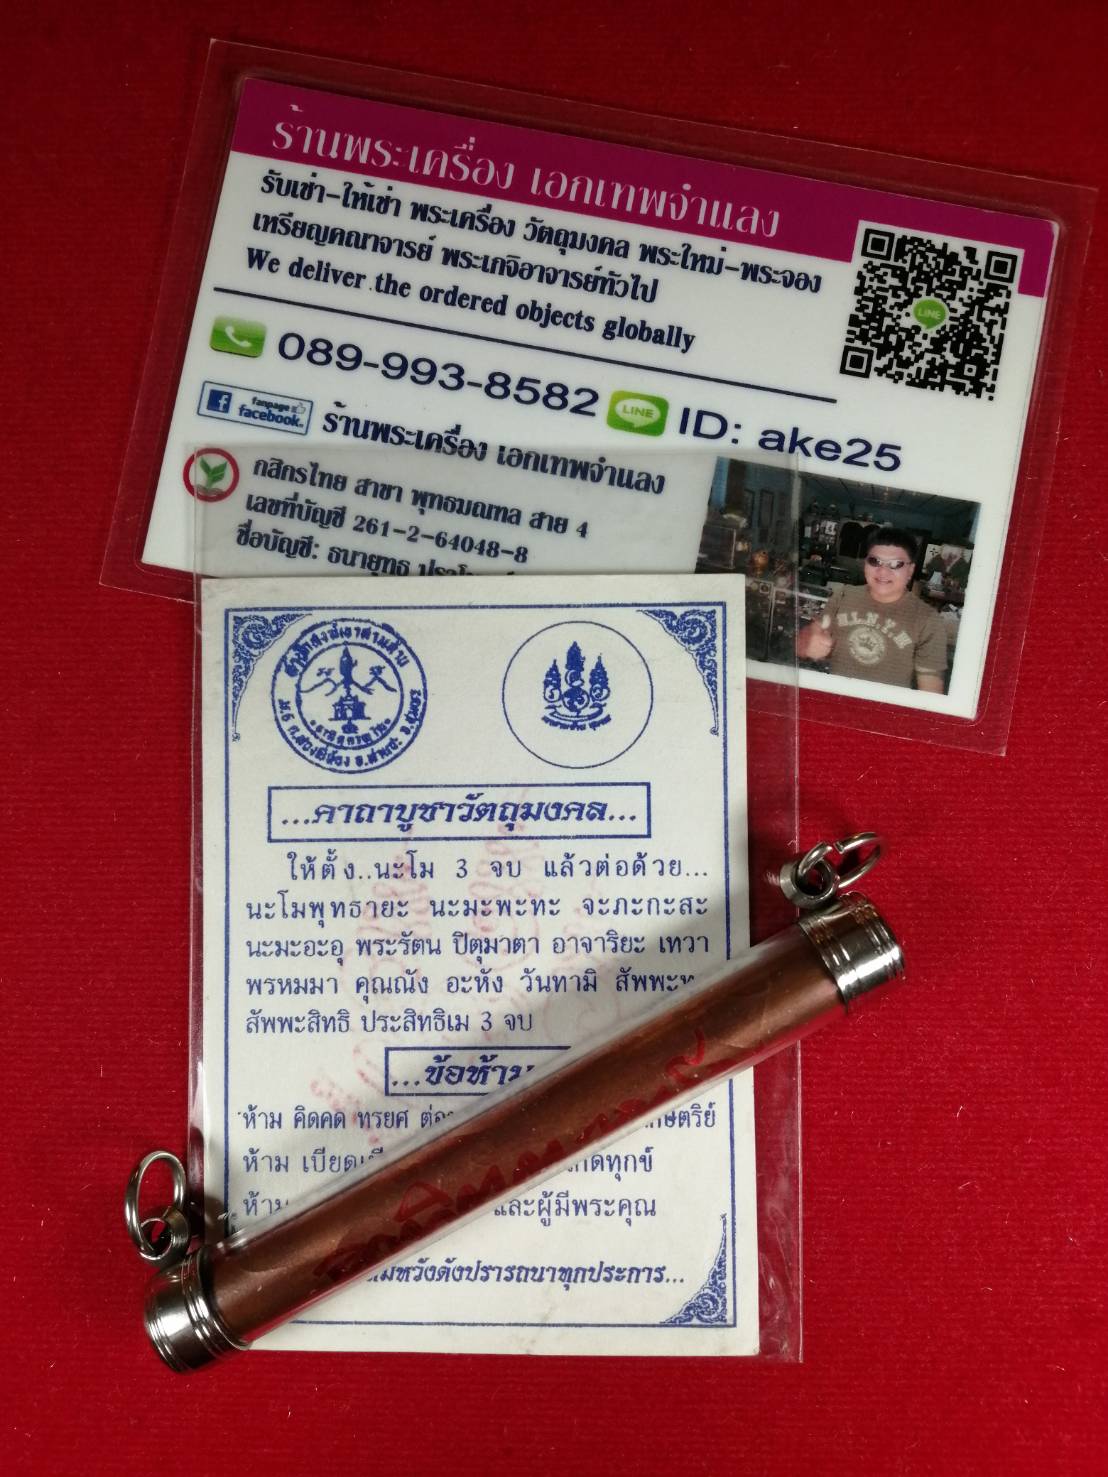 ร้านพระเครื่อง เอกเทพจำแลง
รับเช่า-ให้เช่า พระเครื่อง วัตถุมงคล พระใหม่-พระจอง
เหรียญคณาจารย์ พระเกจิอาจารย์ทั่วไป
We deliver the ordered objects globally
089-993-8582 LINE ID: ake25
LINE
fanpage
facebook. ร้านพระเครื่อง เอกเทพจำแลง
กสิกรไทย สาขา พุทธมณฑล สาย 4
เลขที่บัญชี 261-2-64048-8
ชื่อบัญชี: ธนายุทธ
...คาถาบูชาวัตถุมงคล...
ให้ตั้ง..นะโม 3 จบ แล้วต่อด้วย...
นะโมพุทธายะ นะมะพะทะ จะภะกะสะ
นะมะอะอุ พระรัตน ปิตุมาตา อาจาริยะ เทวา
พรหมมา คุณณัง อะหัง วันทามิ สัพพะ
สัพพะสิทธิ ประสิทธิเม 3 จบ
...ข้อห้าม
ห้าม คิดคด ทรยศ ต่อ
ห้าม ทุกข์
ห้าม และผู้มีพระคุณ
สมหวังดังปรารถนาทุกประการ...